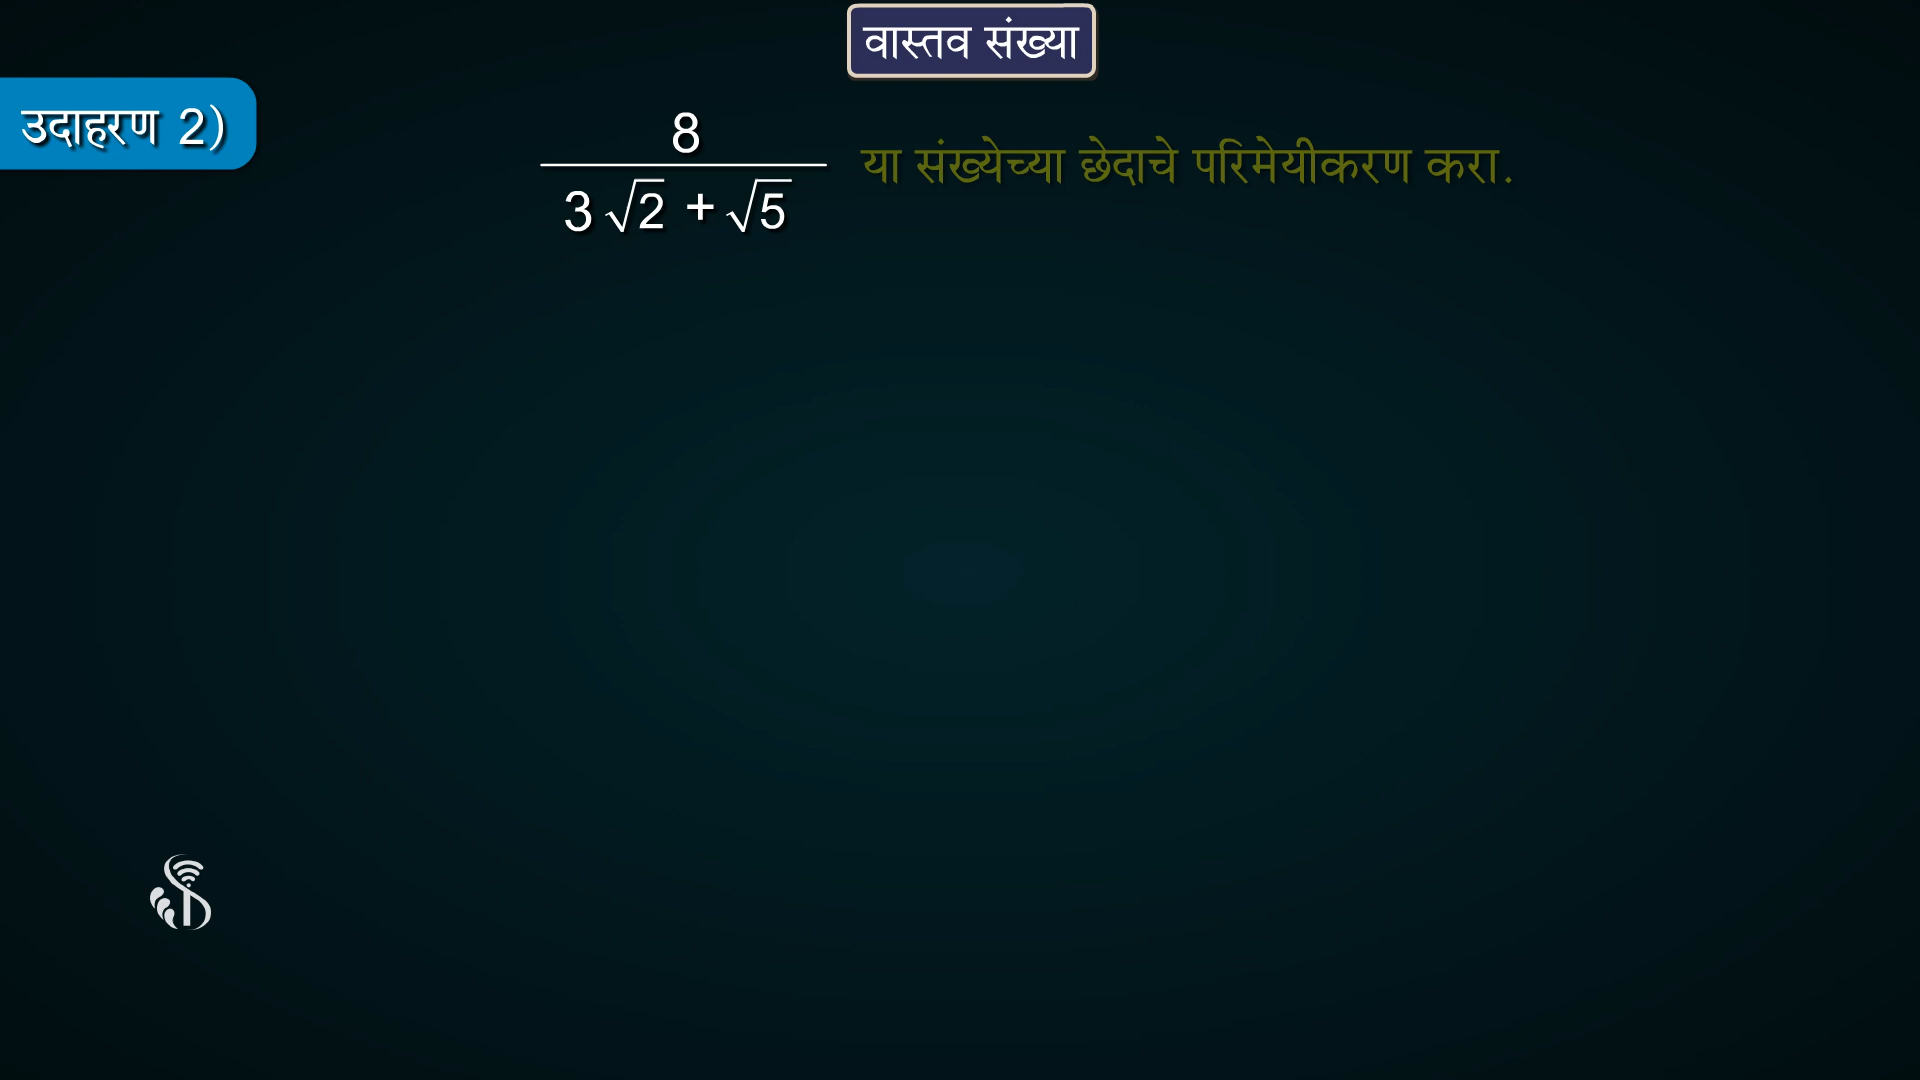 वास्तव संख्या
उदाहरण 2)
8
या संख्येच्या छेदाचे परिमेयीकरण करा.
3√2 + √5